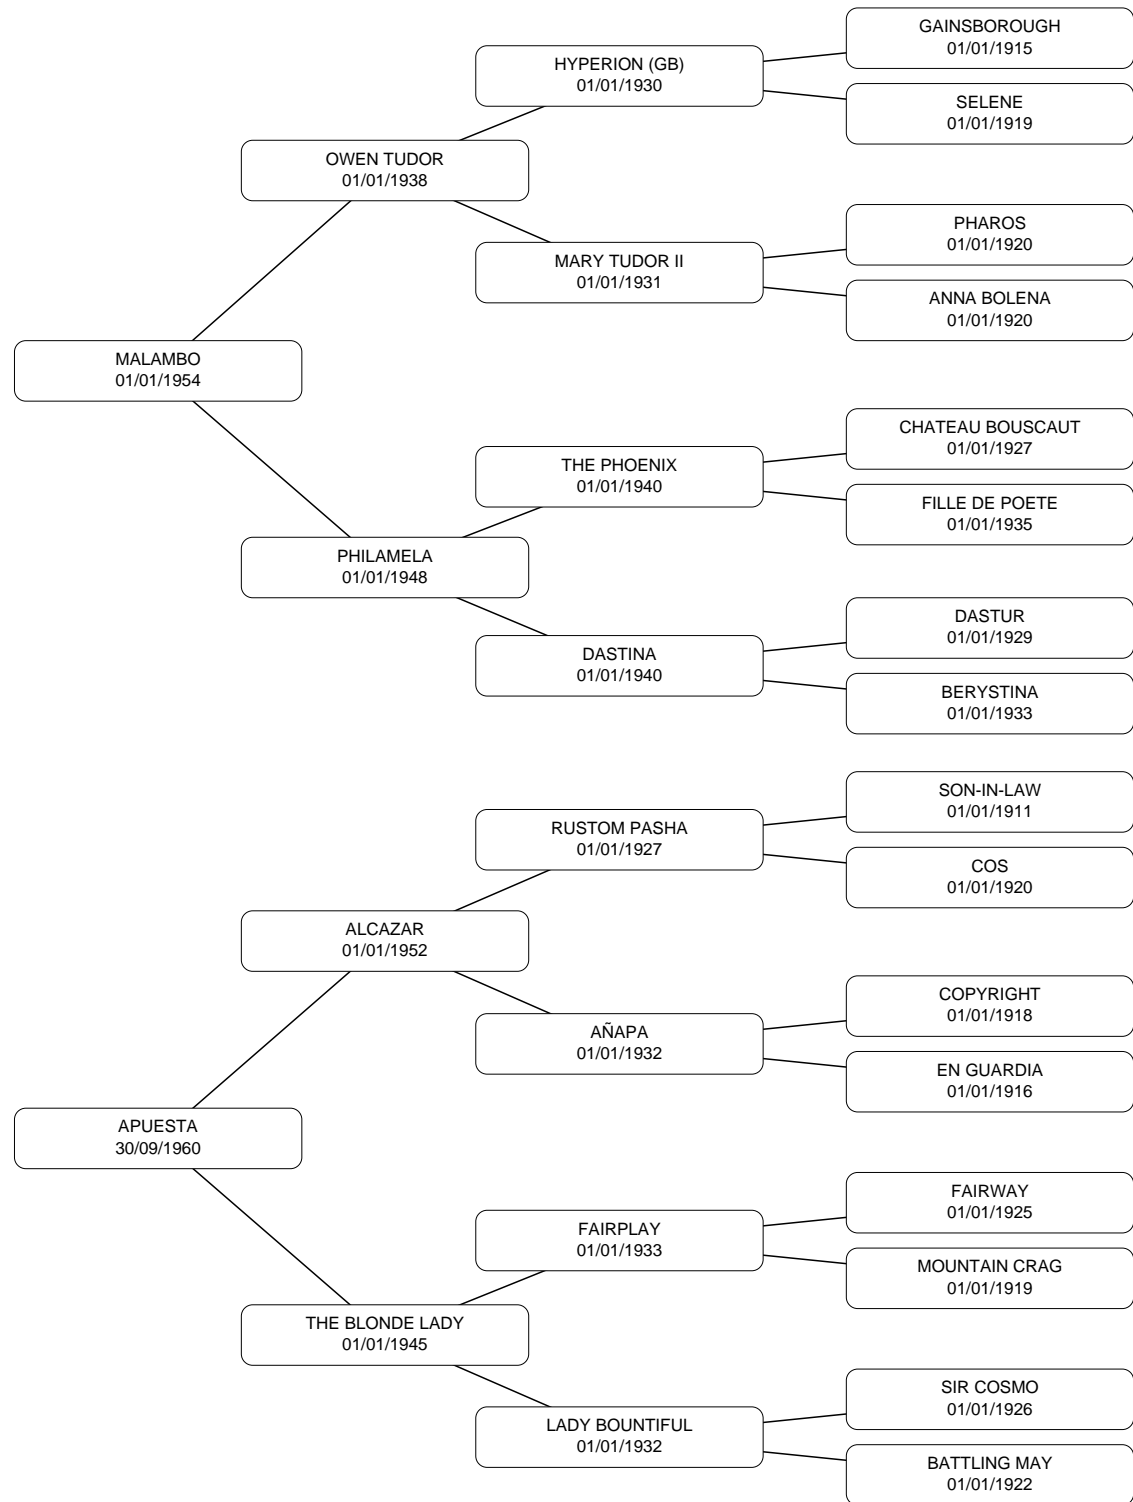 GAINSBOROUGH
01/01/1915
HYPERION (GB)
01/01/1930
SELENE
01/01/1919
OWEN TUDOR
01/01/1938
PHAROS
01/01/1920
MARY TUDOR II
01/01/1931
ANNA BOLENA
01/01/1920
MALAMBO
01/01/1954
CHATEAU BOUSCAUT
01/01/1927
THE PHOENIX
01/01/1940
FILLE DE POETE
01/01/1935
PHILAMELA
01/01/1948
DASTUR
01/01/1929
DASTINA
01/01/1940
BERYSTINA
01/01/1933
SON-IN-LAW
01/01/1911
RUSTOM PASHA
01/01/1927
COS
01/01/1920
ALCAZAR
01/01/1952
COPYRIGHT
01/01/1918
AÑAPA
01/01/1932
EN GUARDIA
01/01/1916
APUESTA
30/09/1960
FAIRWAY
01/01/1925
FAIRPLAY
01/01/1933
MOUNTAIN CRAG
01/01/1919
THE BLONDE LADY
01/01/1945
SIR COSMO
01/01/1926
LADY BOUNTIFUL
01/01/1932
BATTLING MAY
01/01/1922